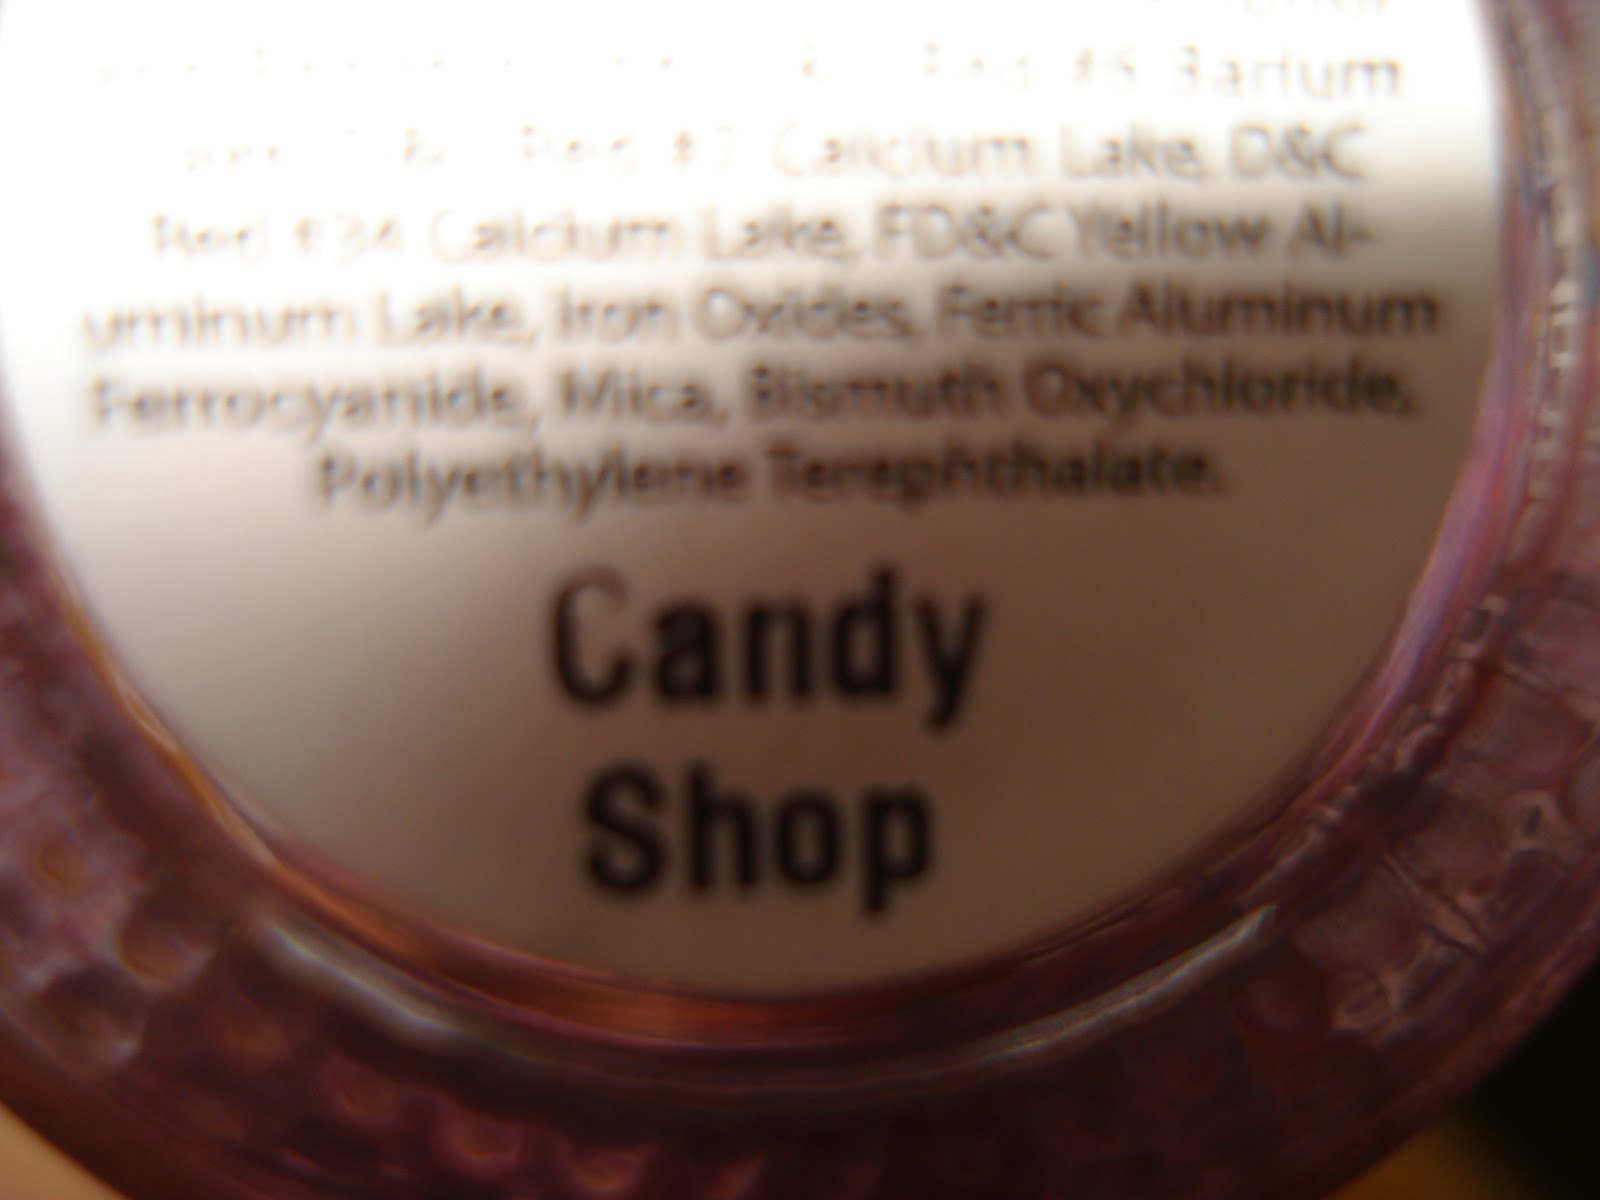 Red #6 Barium
Red #7 Calcium Lake, D&C
Red #34 Calcium Lake, FD&C Yellow Al-
uminum Lake, Iron Oxides, Ferric Aluminum
Ferrocyanide, Mica, Bismuth Oxychloride,
Polyethylene Terephthalate.
Candy
Shop